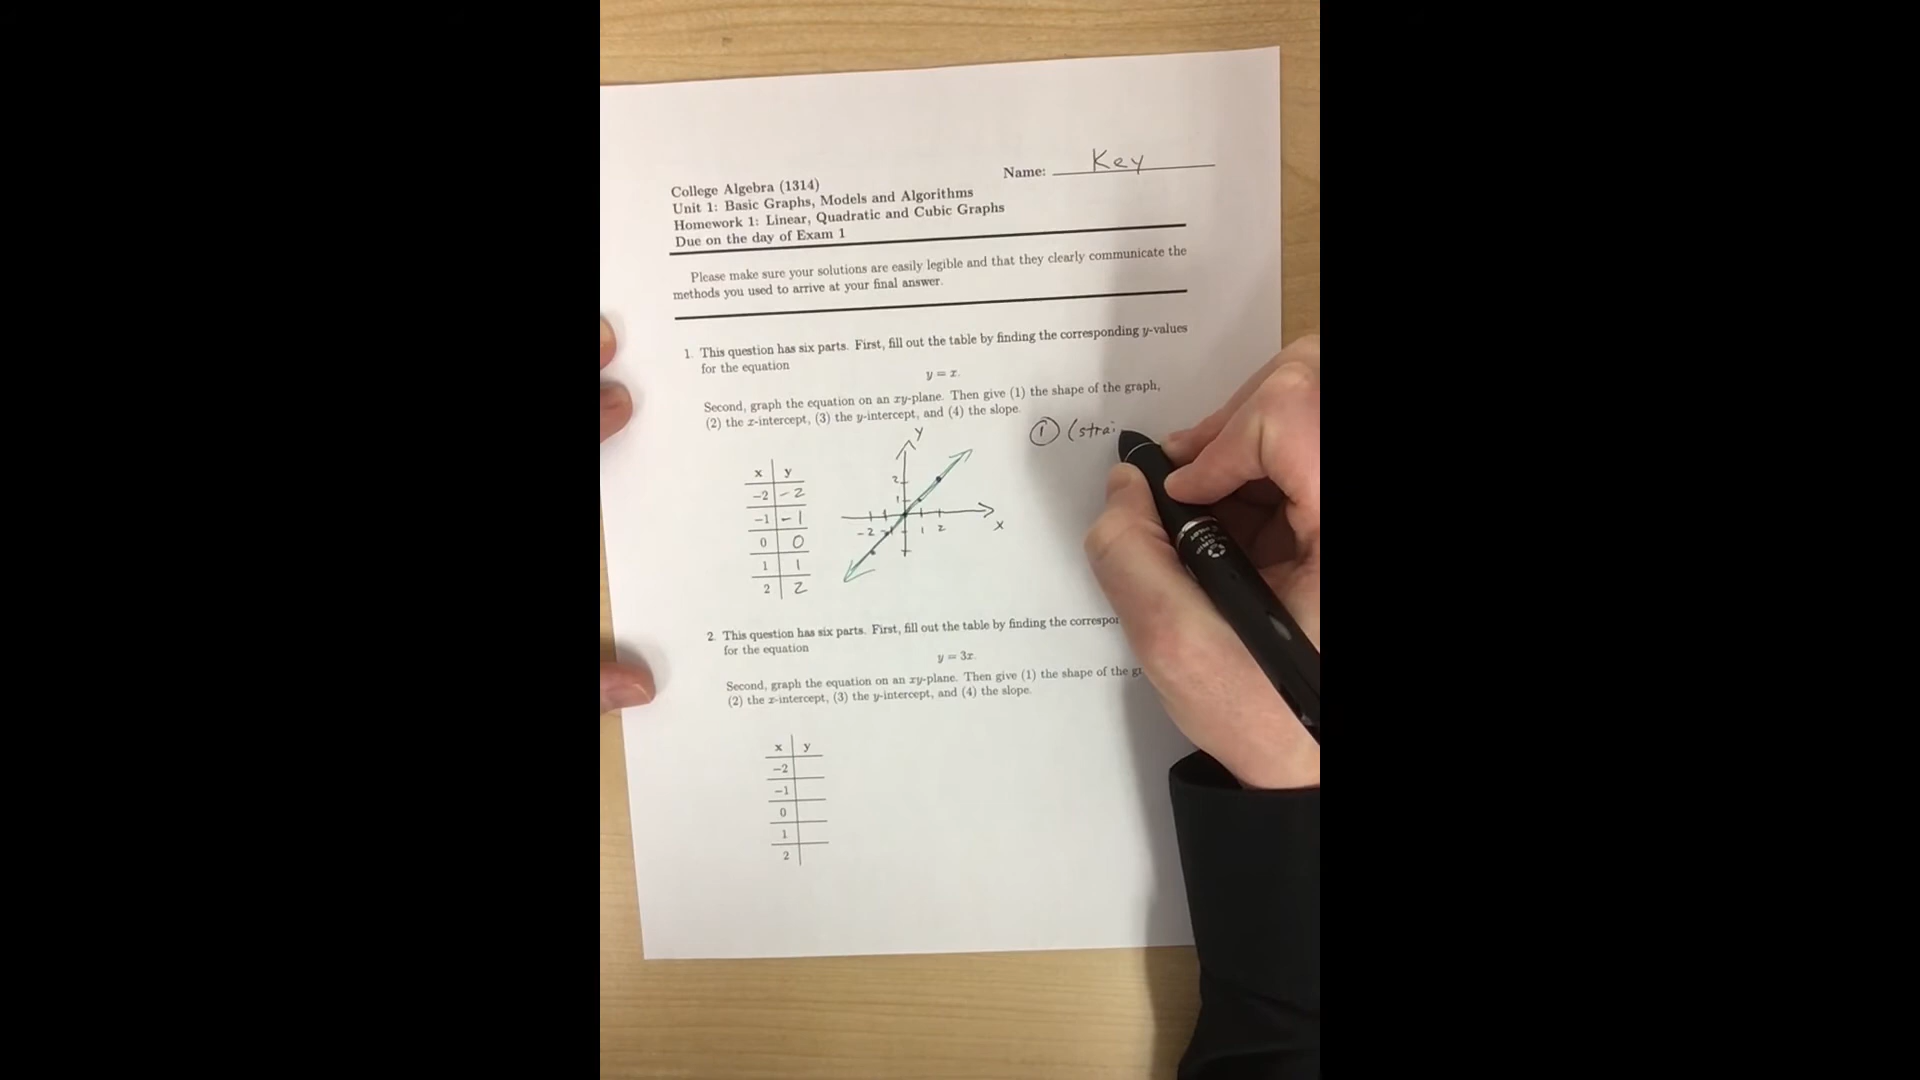 Name: Key
College Algebra (1314)
Unit 1: Basic Graphs, Models and Algorithms
Homework 1: Linear, Quadratic and Cubic Graphs
Due on the day of Exam 1
Please make sure your solutions are easily legible and that they clearly communicate the
methods you used to arrive at your final answer.
1. This question has six parts. First, fill out the table by finding the corresponding y-values
for the equation
y = x.
Second, graph the equation on an xy-plane. Then give (1) the shape of the graph,
(2) the x-intercept, (3) the y-intercept, and (4) the slope.
① (strai
x y
-2 -2
-1 -1
0 0
1 1
2 2
y
2
1
-2 -1 1 2
x
2. This question has six parts. First, fill out the table by finding the correspon
for the equation
y = 3x.
Second, graph the equation on an xy-plane. Then give (1) the shape of the gr
(2) the x-intercept, (3) the y-intercept, and (4) the slope.
x y
-2
-1
0
1
2